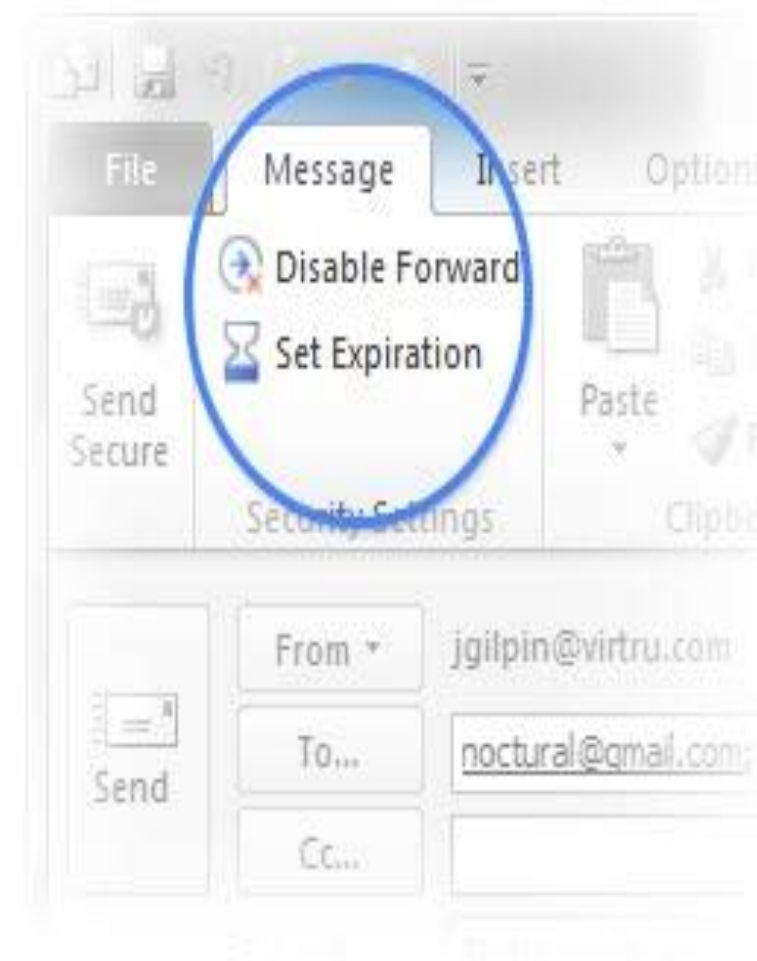 File Message Insert Options
Disable Forward
Set Expiration
Send
Secure
Paste
Security Settings
From
jgilpin@virtru.com
To...
noctural@gmail.com;
Send
Cc...